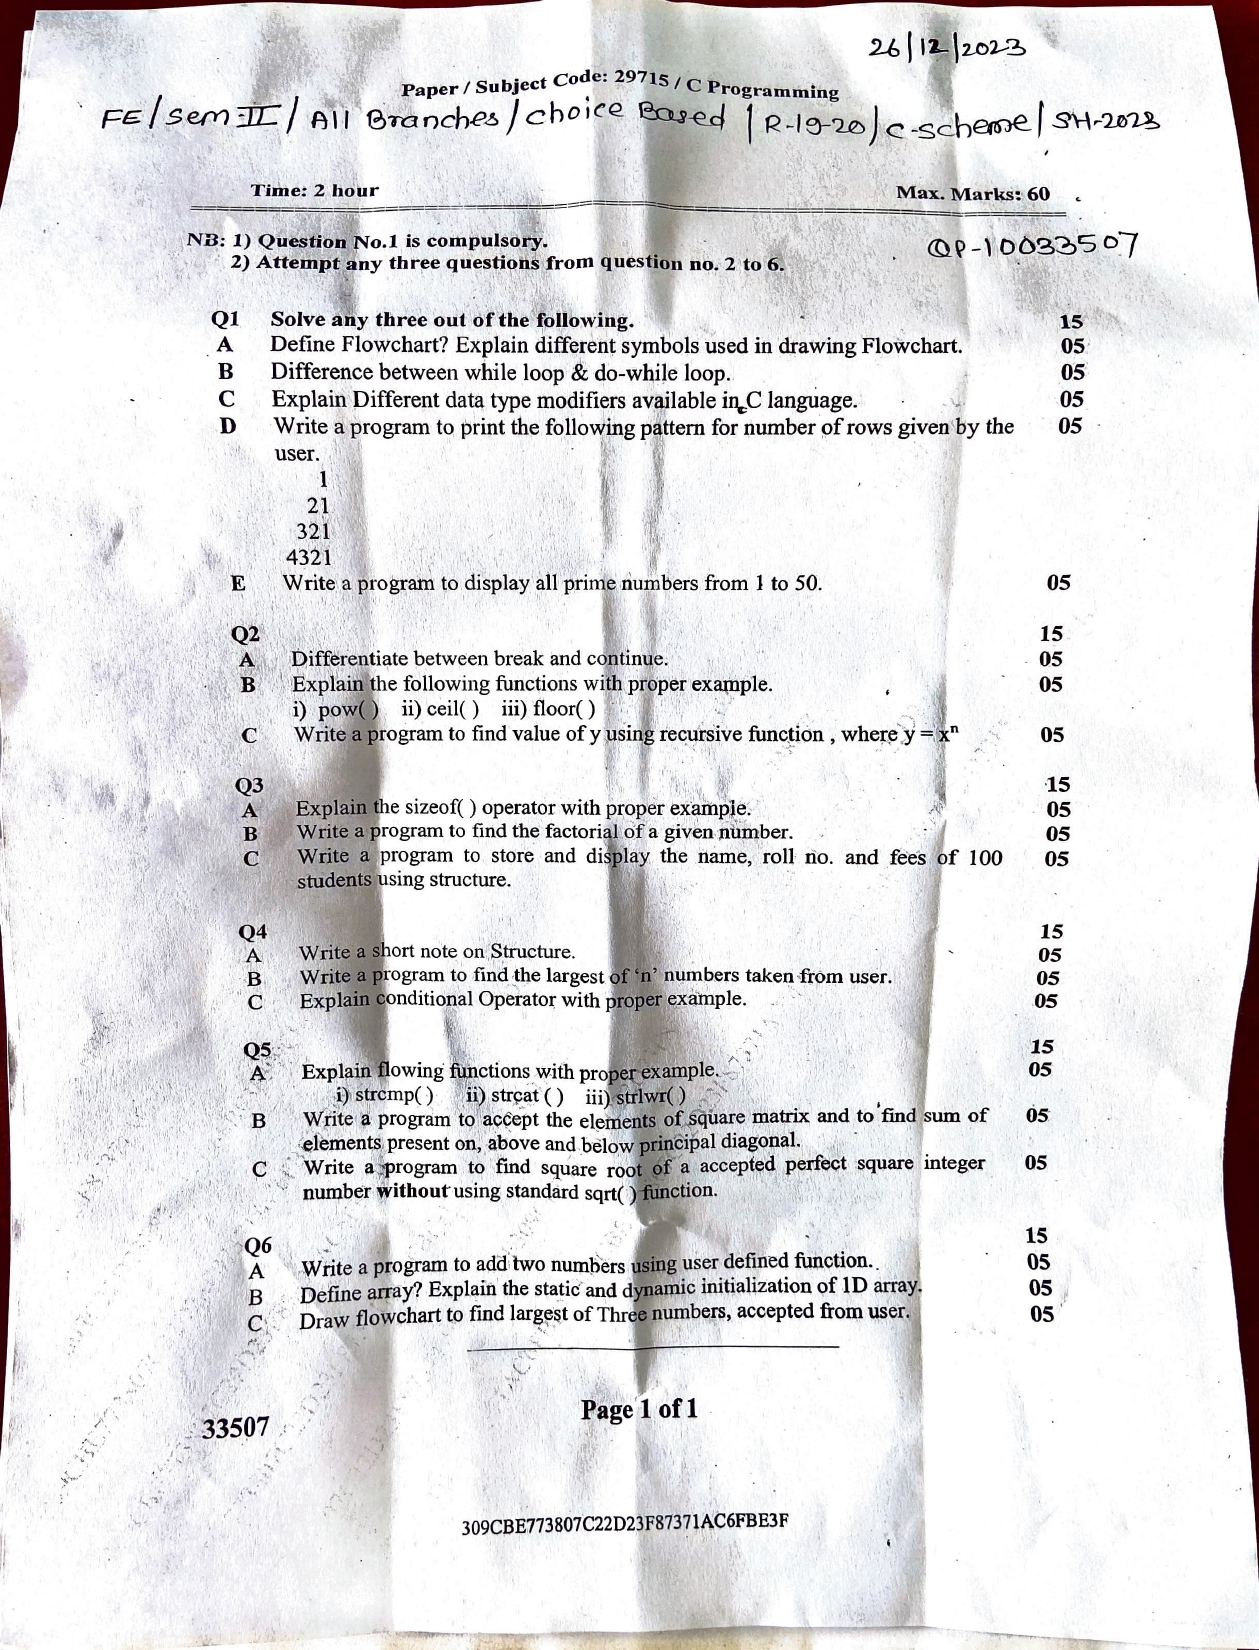 26/12/2023
Paper / Subject Code: 29715 / C Programming
FE/Sem-II/ All Branches/choice Based / R-19-20/c-scheme/ SH-2023
Time: 2 hour Max. Marks: 60
NB: 1) Question No.1 is compulsory.
QP-10033507
2) Attempt any three questions from question no. 2 to 6.
Q1 Solve any three out of the following. 15
A Define Flowchart? Explain different symbols used in drawing Flowchart. 05
B Difference between while loop & do-while loop. 05
C Explain Different data type modifiers available in C language. 05
D Write a program to print the following pattern for number of rows given by the 05
user.
1
21
321
4321
E Write a program to display all prime numbers from 1 to 50. 05
Q2 15
A Differentiate between break and continue. 05
B Explain the following functions with proper example. 05
i) pow( ) ii) ceil( ) iii) floor( )
C Write a program to find value of y using recursive function , where y = xⁿ 05
Q3 15
A Explain the sizeof( ) operator with proper example. 05
B Write a program to find the factorial of a given number. 05
C Write a program to store and display the name, roll no. and fees of 100 05
students using structure.
Q4 15
A Write a short note on Structure. 05
B Write a program to find the largest of ‘n’ numbers taken from user. 05
C Explain conditional Operator with proper example. 05
Q5 15
A Explain flowing functions with proper example. 05
i) strcmp( ) ii) strcat ( ) iii) strlwr( )
B Write a program to accept the elements of square matrix and to find sum of 05
elements present on, above and below principal diagonal.
C Write a program to find square root of a accepted perfect square integer 05
number without using standard sqrt( ) function.
Q6 15
A Write a program to add two numbers using user defined function. 05
B Define array? Explain the static and dynamic initialization of 1D array. 05
C Draw flowchart to find largest of Three numbers, accepted from user. 05
Page 1 of 1
33507
309CBE773807C22D23F87371AC6FBE3F